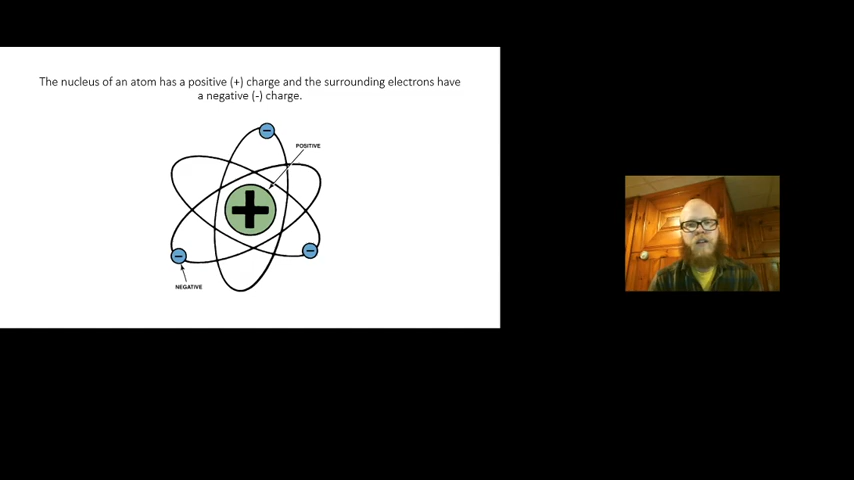 The nucleus of an atom has a positive (+) charge and the surrounding electrons have
a negative (-) charge.
POSITIVE
NEGATIVE